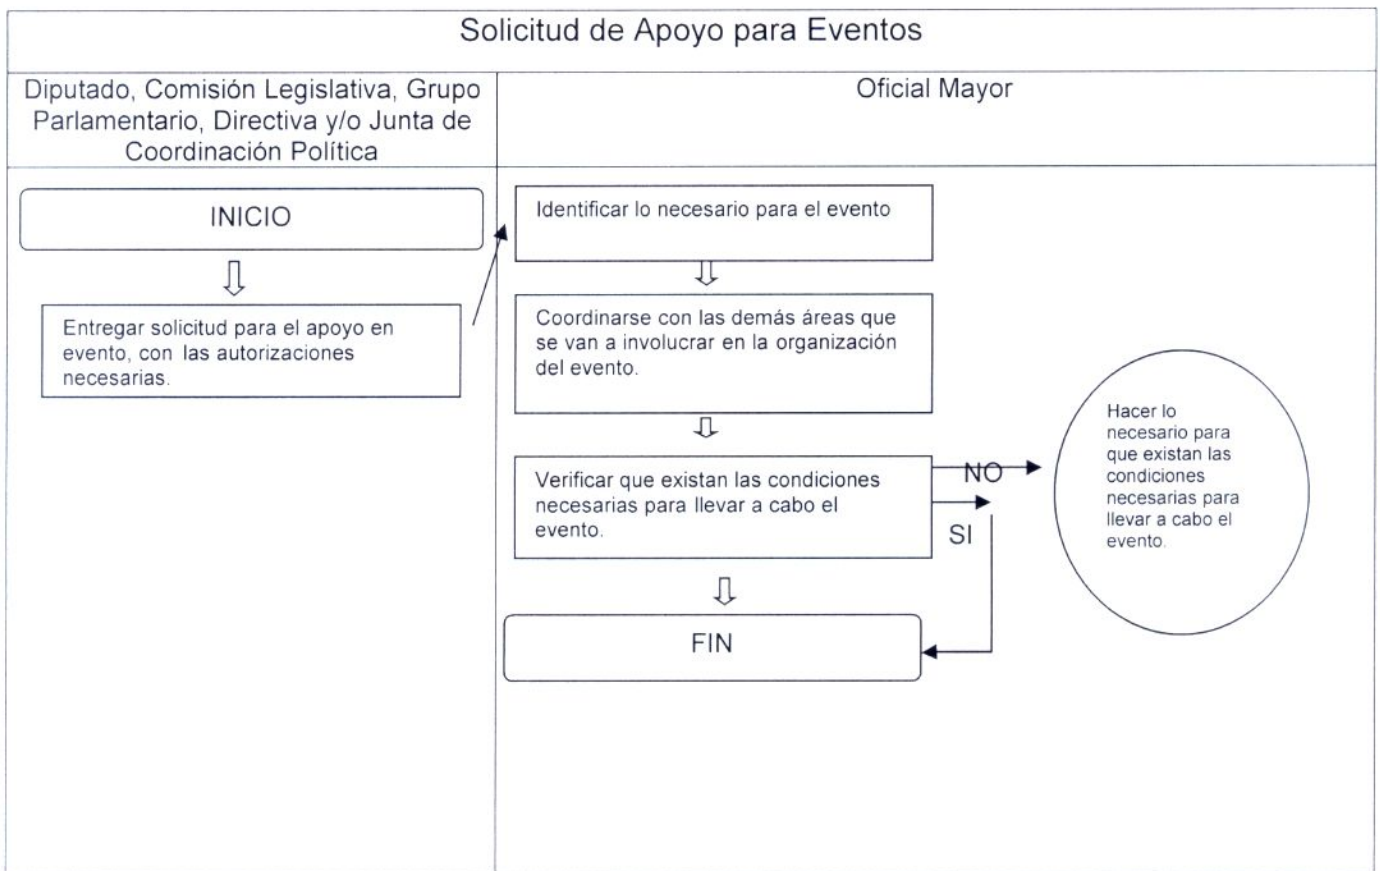 Solicitud de Apoyo para Eventos
Diputado, Comisión Legislativa, Grupo
Parlamentario, Directiva y/o Junta de
Coordinación Política
Oficial Mayor
INICIO
Entregar solicitud para el apoyo en
evento, con las autorizaciones
necesarias.
Identificar lo necesario para el evento
Coordinarse con las demás áreas que
se van a involucrar en la organización
del evento.
Verificar que existan las condiciones
necesarias para llevar a cabo el
evento.
NO
SI
Hacer lo
necesario para
que existan las
condiciones
necesarias para
llevar a cabo el
evento.
FIN